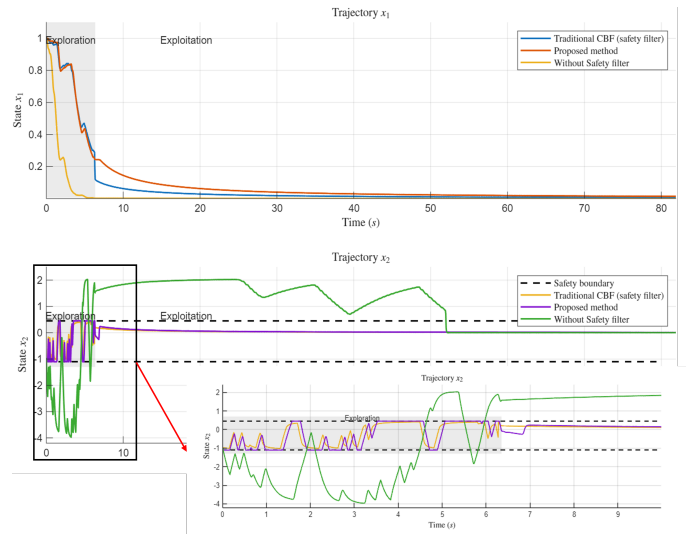 Trajectory x₁
1
0.8
0.6
0.4
0.2
State x₁
Exploration
Exploitation
Traditional CBF (safety filter)
Proposed method
Without Safety filter
0 10 20 30 40 50 60 70 80
Time (s)
Trajectory x₂
2
1
0
-1
-2
-3
-4
State x₂
Exploration
Exploitation
Safety boundary
Traditional CBF (safety filter)
Proposed method
Without Safety filter
0 10
Trajectory x₂
2
1
0
-1
-2
-3
-4
State x₂
Exploration
0 1 2 3 4 5 6 7 8 9
Time (s)